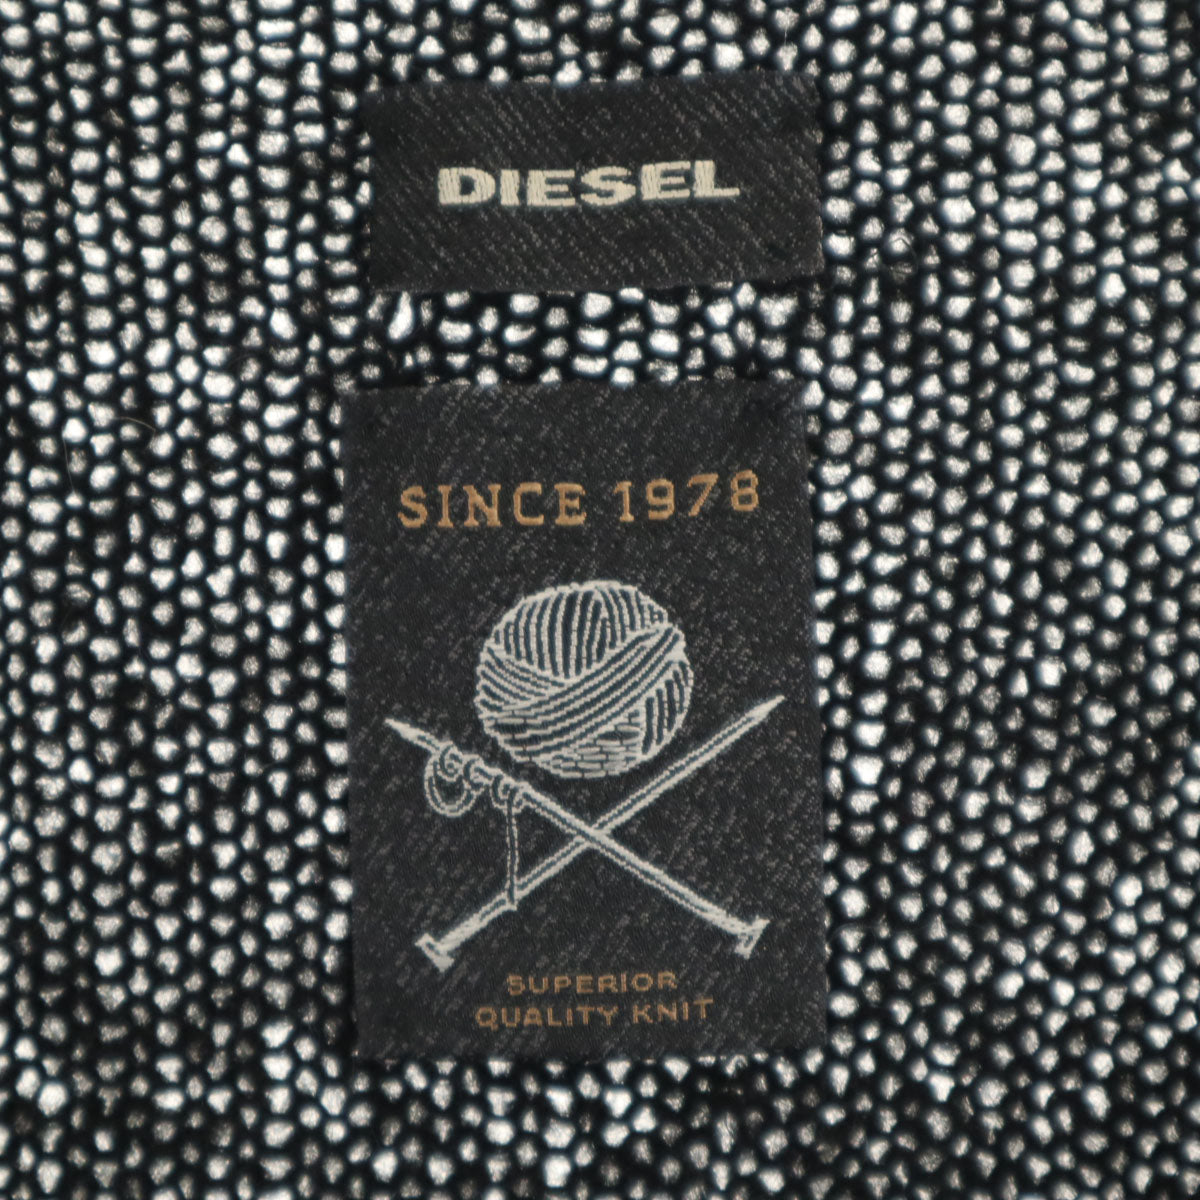 DIESEL
SINCE 1978
SUPERIOR
QUALITY KNIT